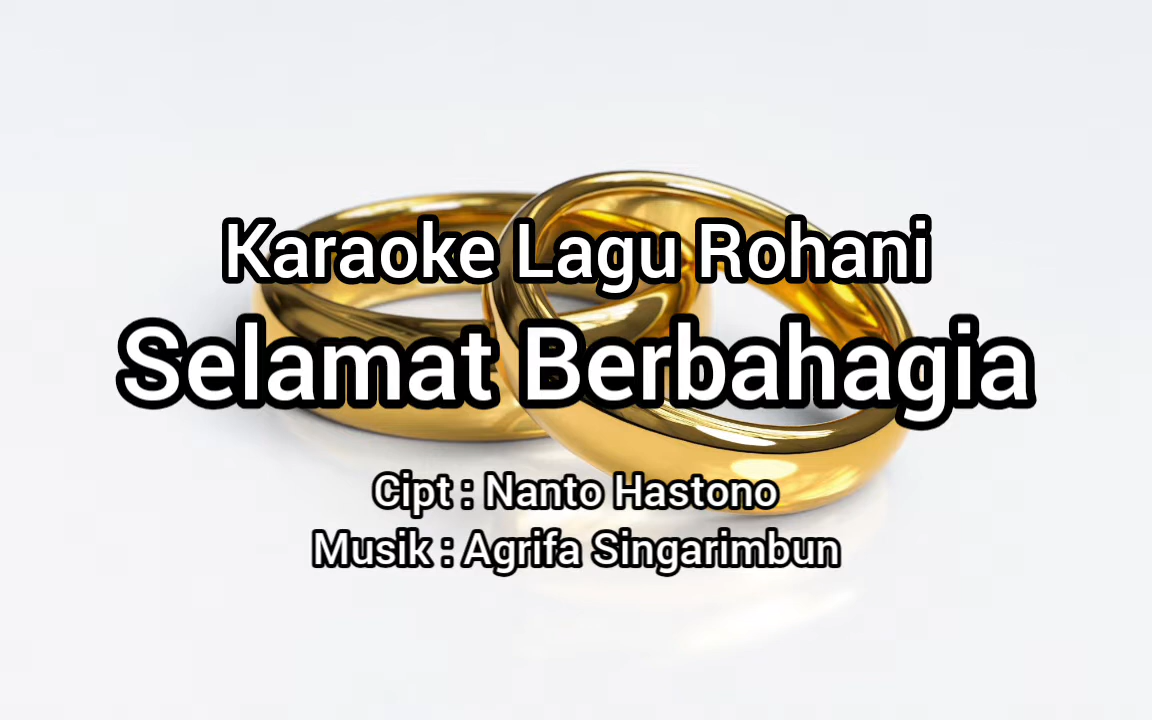 Karaoke Lagu Rohani
Selamat Berbahagia
Cipt : Nanto Hastono
Musik : Agrifa Singarimbun